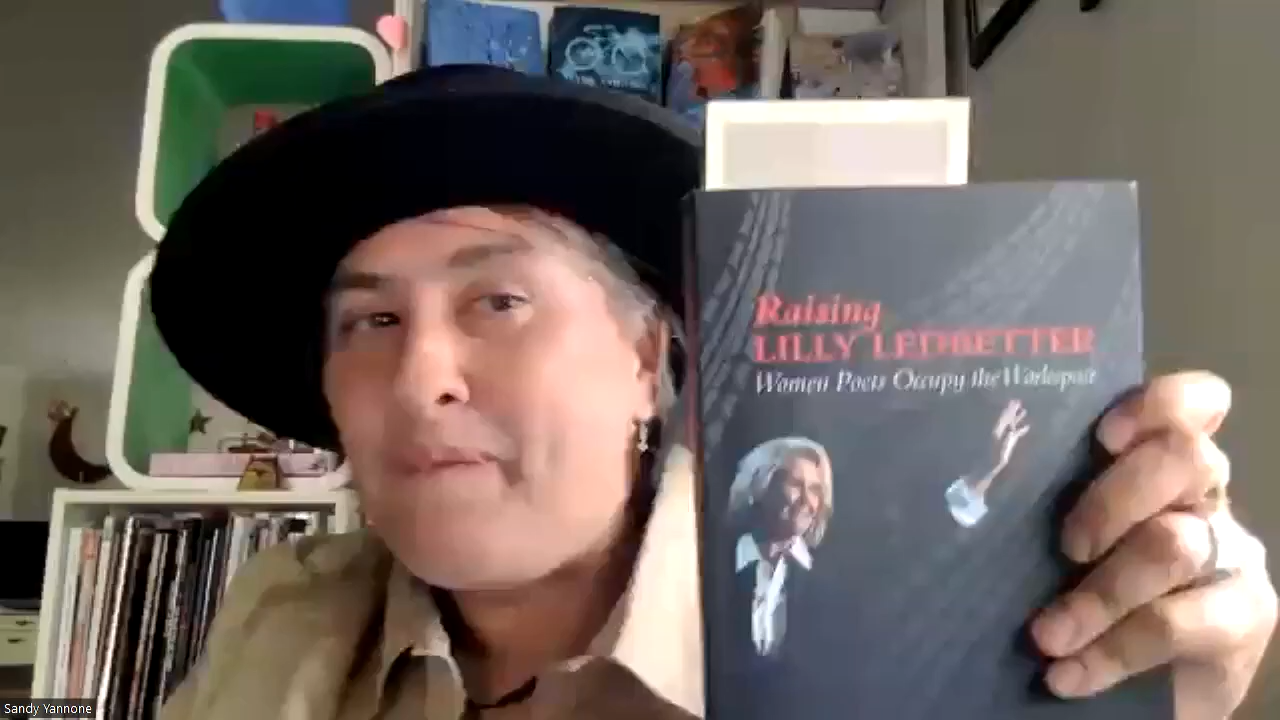 Raising
LILLY LEDBETTER
Women Poets Occupy the Workspace
Sandy Yannone